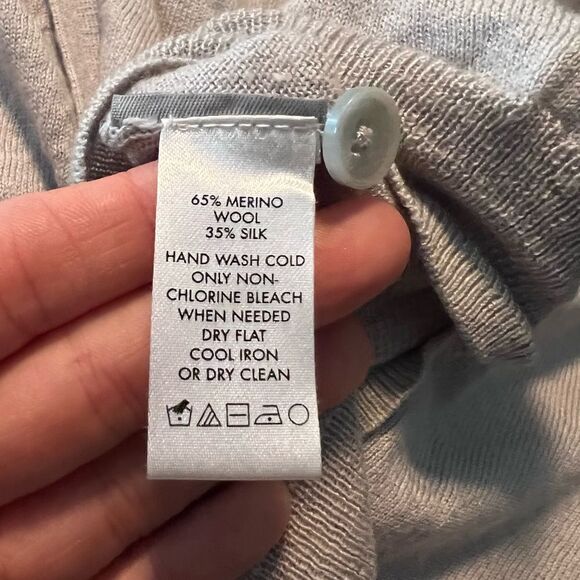 65% MERINO
WOOL
35% SILK
HAND WASH COLD
ONLY NON-
CHLORINE BLEACH
WHEN NEEDED
DRY FLAT
COOL IRON
OR DRY CLEAN